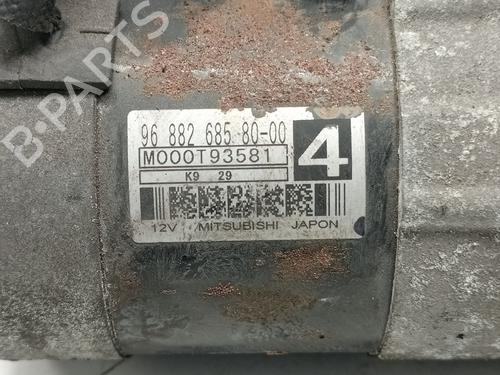 96 882 685 80-00
M000T93581
4
K9 29
12V MITSUBISHI JAPON
B-PARTS